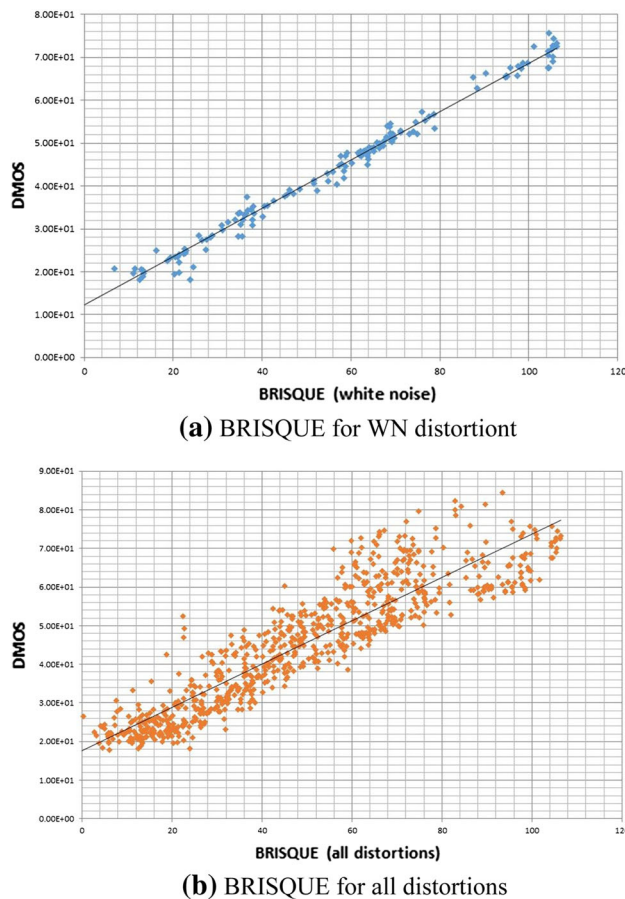 8.00E+01
7.00E+01
6.00E+01
5.00E+01
4.00E+01
3.00E+01
2.00E+01
1.00E+01
0.00E+00
DMOS
0 20 40 60 80 100 120
BRISQUE (white noise)
(a) BRISQUE for WN distortiont
9.00E+01
8.00E+01
7.00E+01
6.00E+01
5.00E+01
4.00E+01
3.00E+01
2.00E+01
1.00E+01
0.00E+00
DMOS
0 20 40 60 80 100 120
BRISQUE (all distortions)
(b) BRISQUE for all distortions